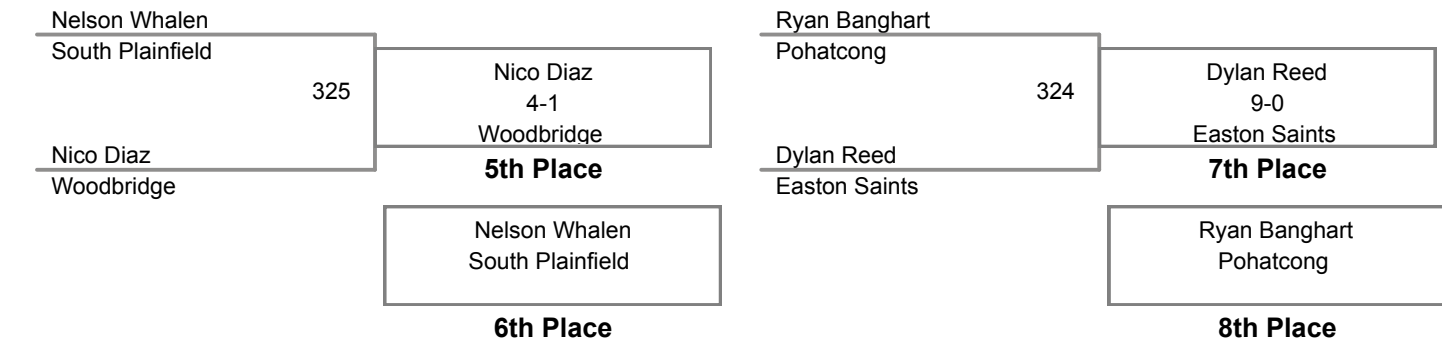 Nelson Whalen
South Plainfield
325
Nico Diaz
Woodbridge
Nico Diaz
4-1
Woodbridge
5th Place
Nelson Whalen
South Plainfield
6th Place
Ryan Banghart
Pohatcong
324
Dylan Reed
Easton Saints
Dylan Reed
9-0
Easton Saints
7th Place
Ryan Banghart
Pohatcong
8th Place